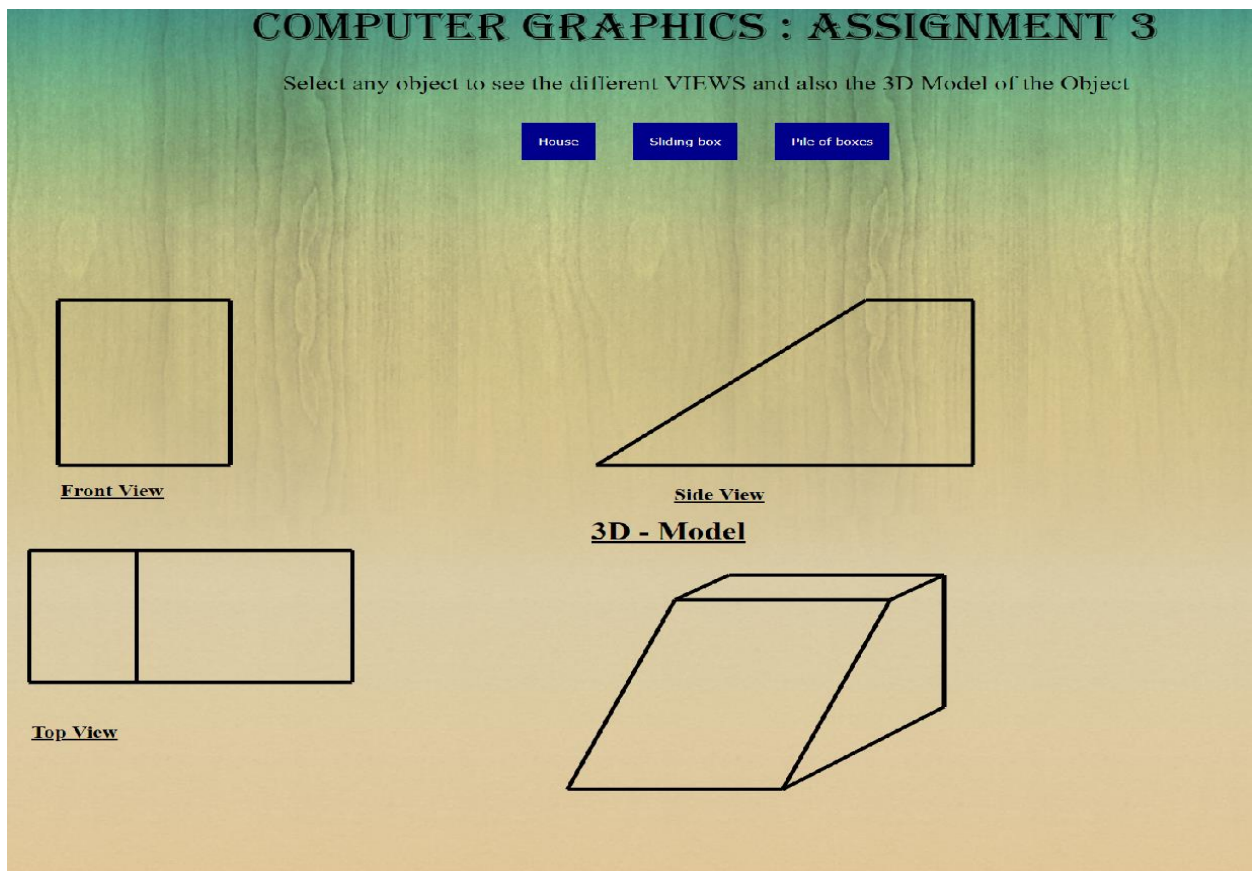 COMPUTER GRAPHICS : ASSIGNMENT 3
Select any object to see the different VIEWS and also the 3D Model of the Object
House Sliding box Pile of boxes
Front View
Side View
3D - Model
Top View